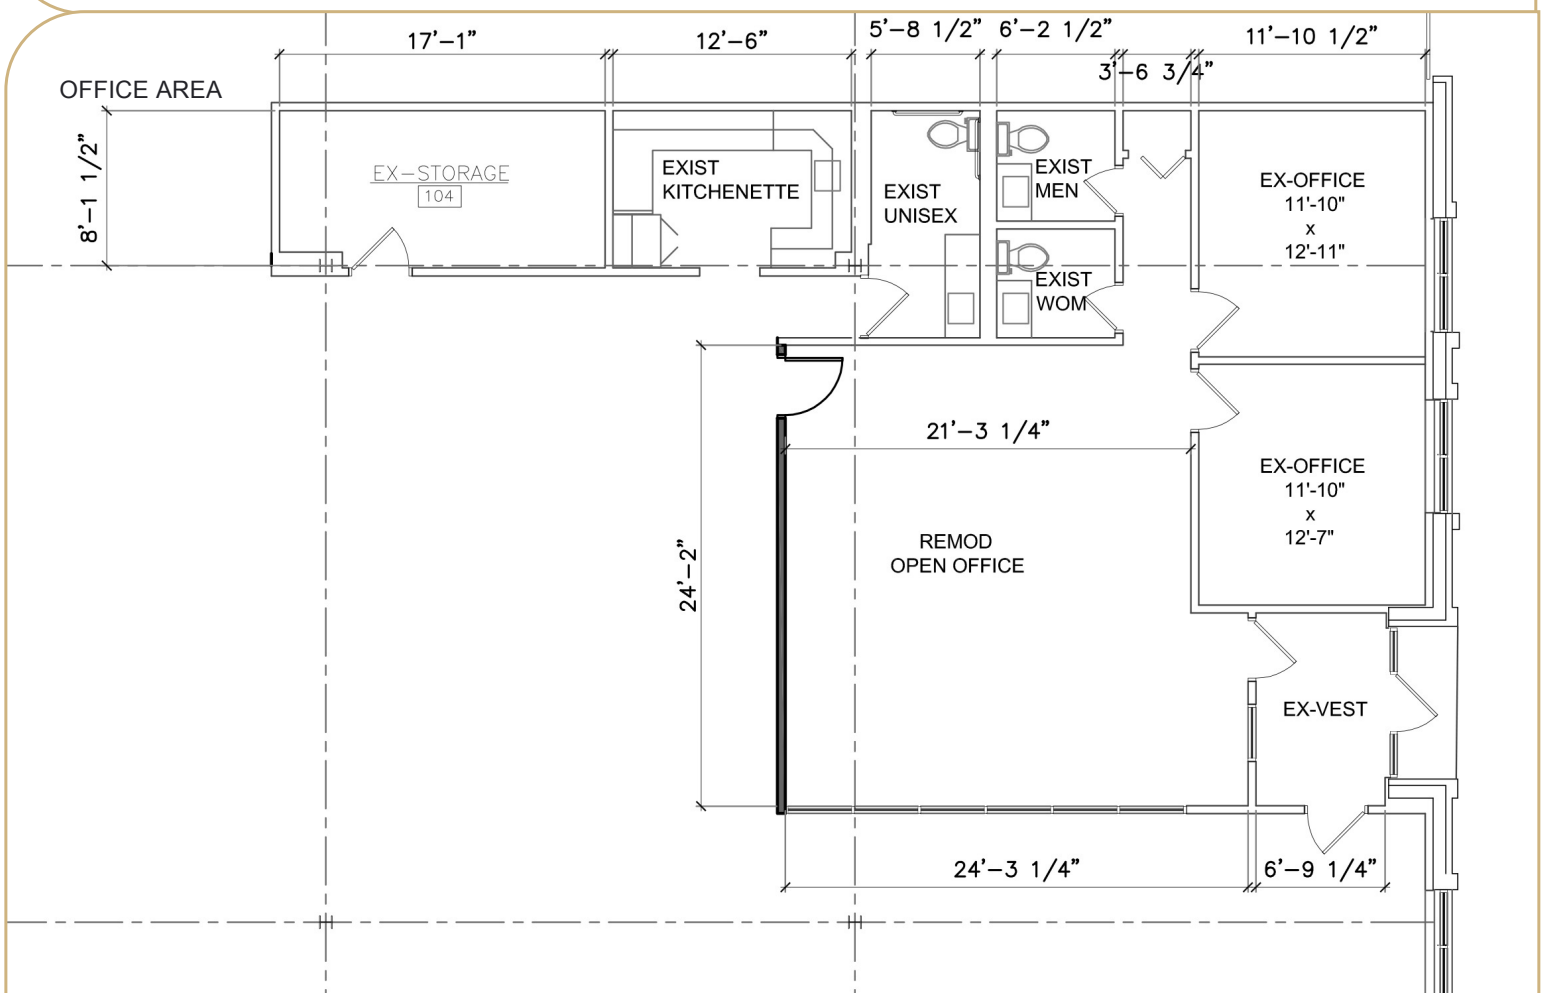 17'-1"
12'-6"
5'-8 1/2"
6'-2 1/2"
11'-10 1/2"
3'-6 3/4"
OFFICE AREA
8'-1 1/2"
EX-STORAGE
104
EXIST
KITCHENETTE
EXIST
UNISEX
EXIST
MEN
EXIST
WOM
EX-OFFICE
11'-10"
x
12'-11"
21'-3 1/4"
EX-OFFICE
11'-10"
x
12'-7"
24'-2"
REMOD
OPEN OFFICE
EX-VEST
24'-3 1/4"
6'-9 1/4"